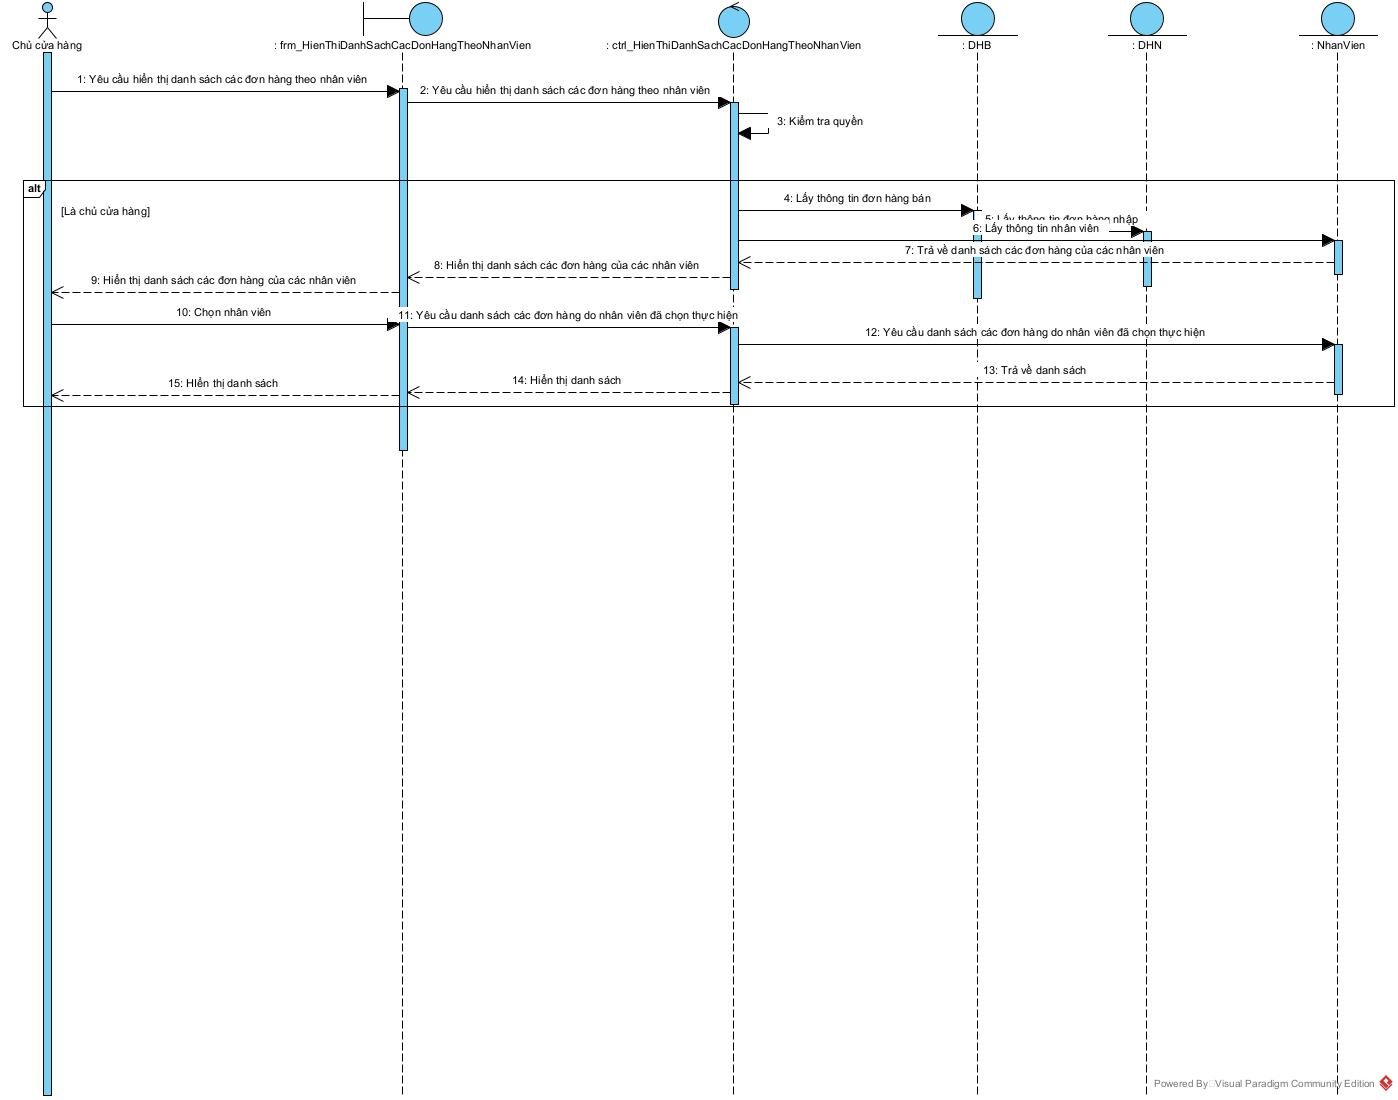 Chủ cửa hàng
: frm_HienThiDanhSachCacDonHangTheoNhanVien
: ctrl_HienThiDanhSachCacDonHangTheoNhanVien
: DHB
: DHN
: NhanVien
1: Yêu cầu hiển thị danh sách các đơn hàng theo nhân viên
2: Yêu cầu hiển thị danh sách các đơn hàng theo nhân viên
3: Kiểm tra quyền
alt
[Là chủ cửa hàng]
4: Lấy thông tin đơn hàng bán
5: Lấy thông tin đơn hàng nhập
6: Lấy thông tin nhân viên
7: Trả về danh sách các đơn hàng của các nhân viên
8: Hiển thị danh sách các đơn hàng của các nhân viên
9: Hiển thị danh sách các đơn hàng của các nhân viên
10: Chọn nhân viên
11: Yêu cầu danh sách các đơn hàng do nhân viên đã chọn thực hiện
12: Yêu cầu danh sách các đơn hàng do nhân viên đã chọn thực hiện
13: Trả về danh sách
14: Hiển thị danh sách
15: HIển thị danh sách
Powered By Visual Paradigm Community Edition